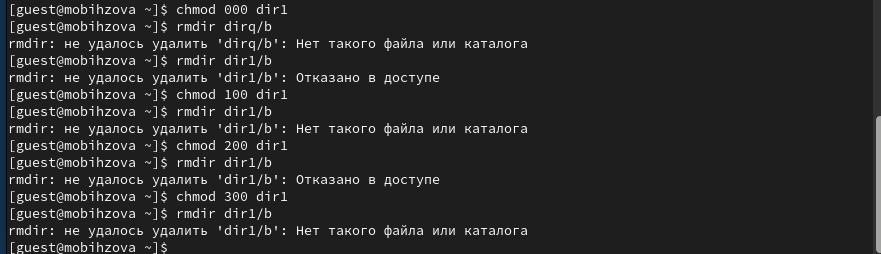 [guest@mobihzova ~]$ chmod 000 dir1
[guest@mobihzova ~]$ rmdir dirq/b
rmdir: не удалось удалить 'dirq/b': Нет такого файла или каталога
[guest@mobihzova ~]$ rmdir dir1/b
rmdir: не удалось удалить 'dir1/b': Отказано в доступе
[guest@mobihzova ~]$ chmod 100 dir1
[guest@mobihzova ~]$ rmdir dir1/b
rmdir: не удалось удалить 'dir1/b': Нет такого файла или каталога
[guest@mobihzova ~]$ chmod 200 dir1
[guest@mobihzova ~]$ rmdir dir1/b
rmdir: не удалось удалить 'dir1/b': Отказано в доступе
[guest@mobihzova ~]$ chmod 300 dir1
[guest@mobihzova ~]$ rmdir dir1/b
rmdir: не удалось удалить 'dir1/b': Нет такого файла или каталога
[guest@mobihzova ~]$